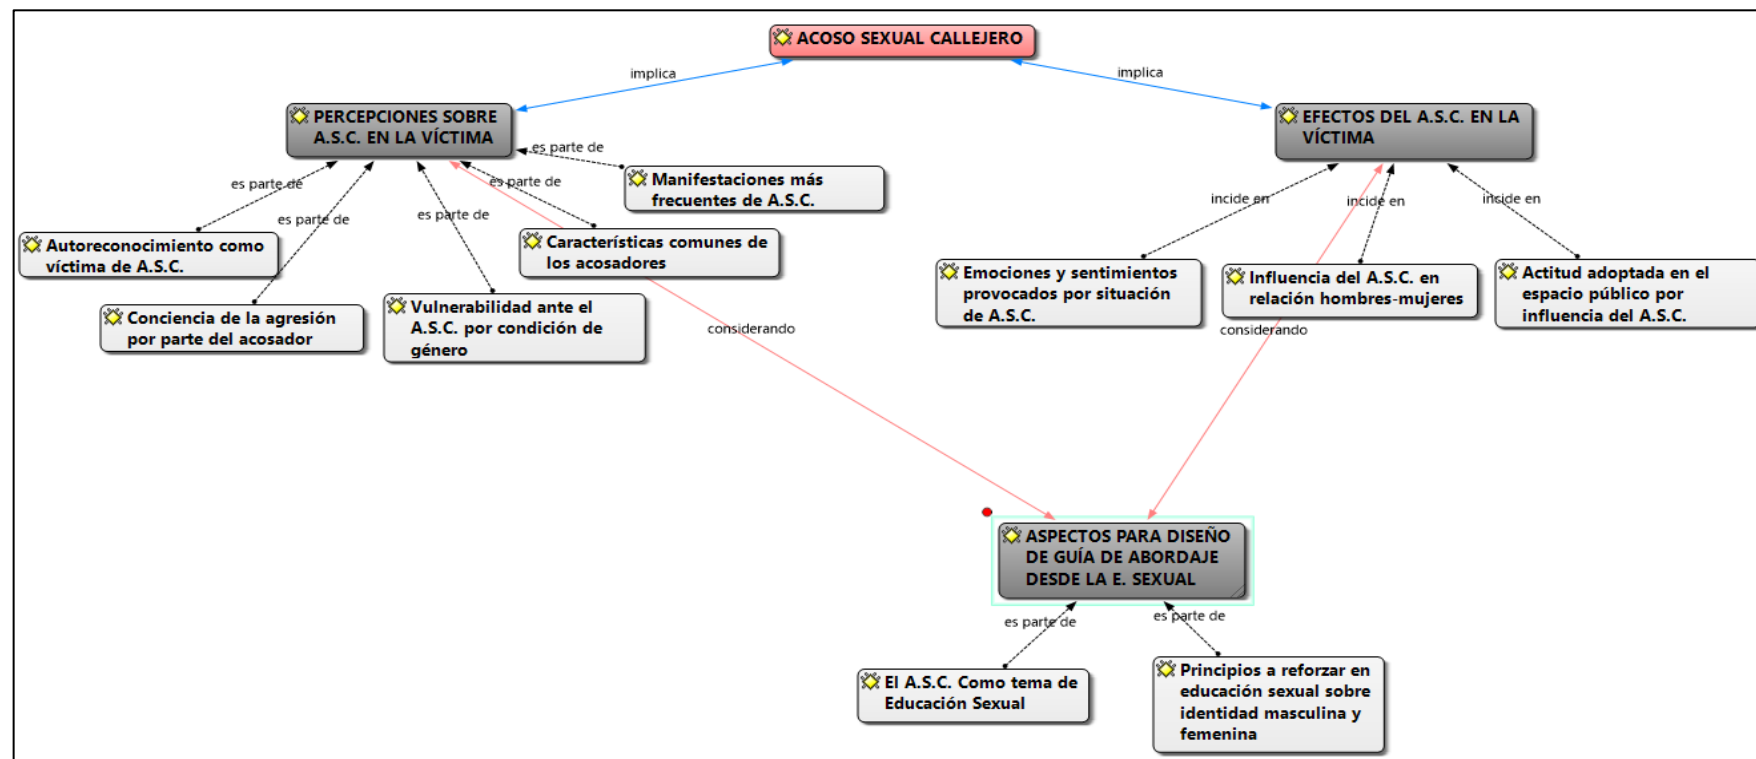 ACOSO SEXUAL CALLEJERO
implica
implica
PERCEPCIONES SOBRE
A.S.C. EN LA VÍCTIMA
EFECTOS DEL A.S.C. EN LA
VÍCTIMA
es parte de
es parte de
es parte de
es parte de
es parte de
Manifestaciones más
frecuentes de A.S.C.
incide en
incide en
incide en
Autoreconocimiento como
víctima de A.S.C.
Características comunes de
los acosadores
Conciencia de la agresión
por parte del acosador
Vulnerabilidad ante el
A.S.C. por condición de
género
Emociones y sentimientos
provocados por situación
de A.S.C.
Influencia del A.S.C. en
relación hombres-mujeres
Actitud adoptada en el
espacio público por
influencia del A.S.C.
considerando
considerando
ASPECTOS PARA DISEÑO
DE GUÍA DE ABORDAJE
DESDE LA E. SEXUAL
es parte de
es parte de
El A.S.C. Como tema de
Educación Sexual
Principios a reforzar en
educación sexual sobre
identidad masculina y
femenina